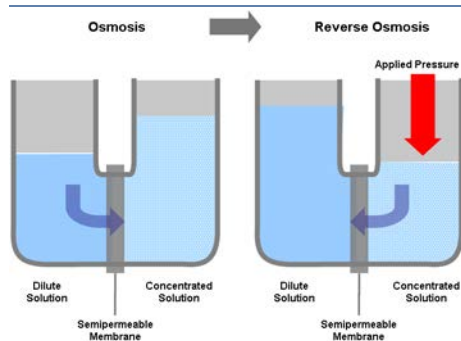 Osmosis
Reverse Osmosis
Applied Pressure
Dilute
Solution
Concentrated
Solution
Semipermeable
Membrane
Dilute
Solution
Concentrated
Solution
Semipermeable
Membrane